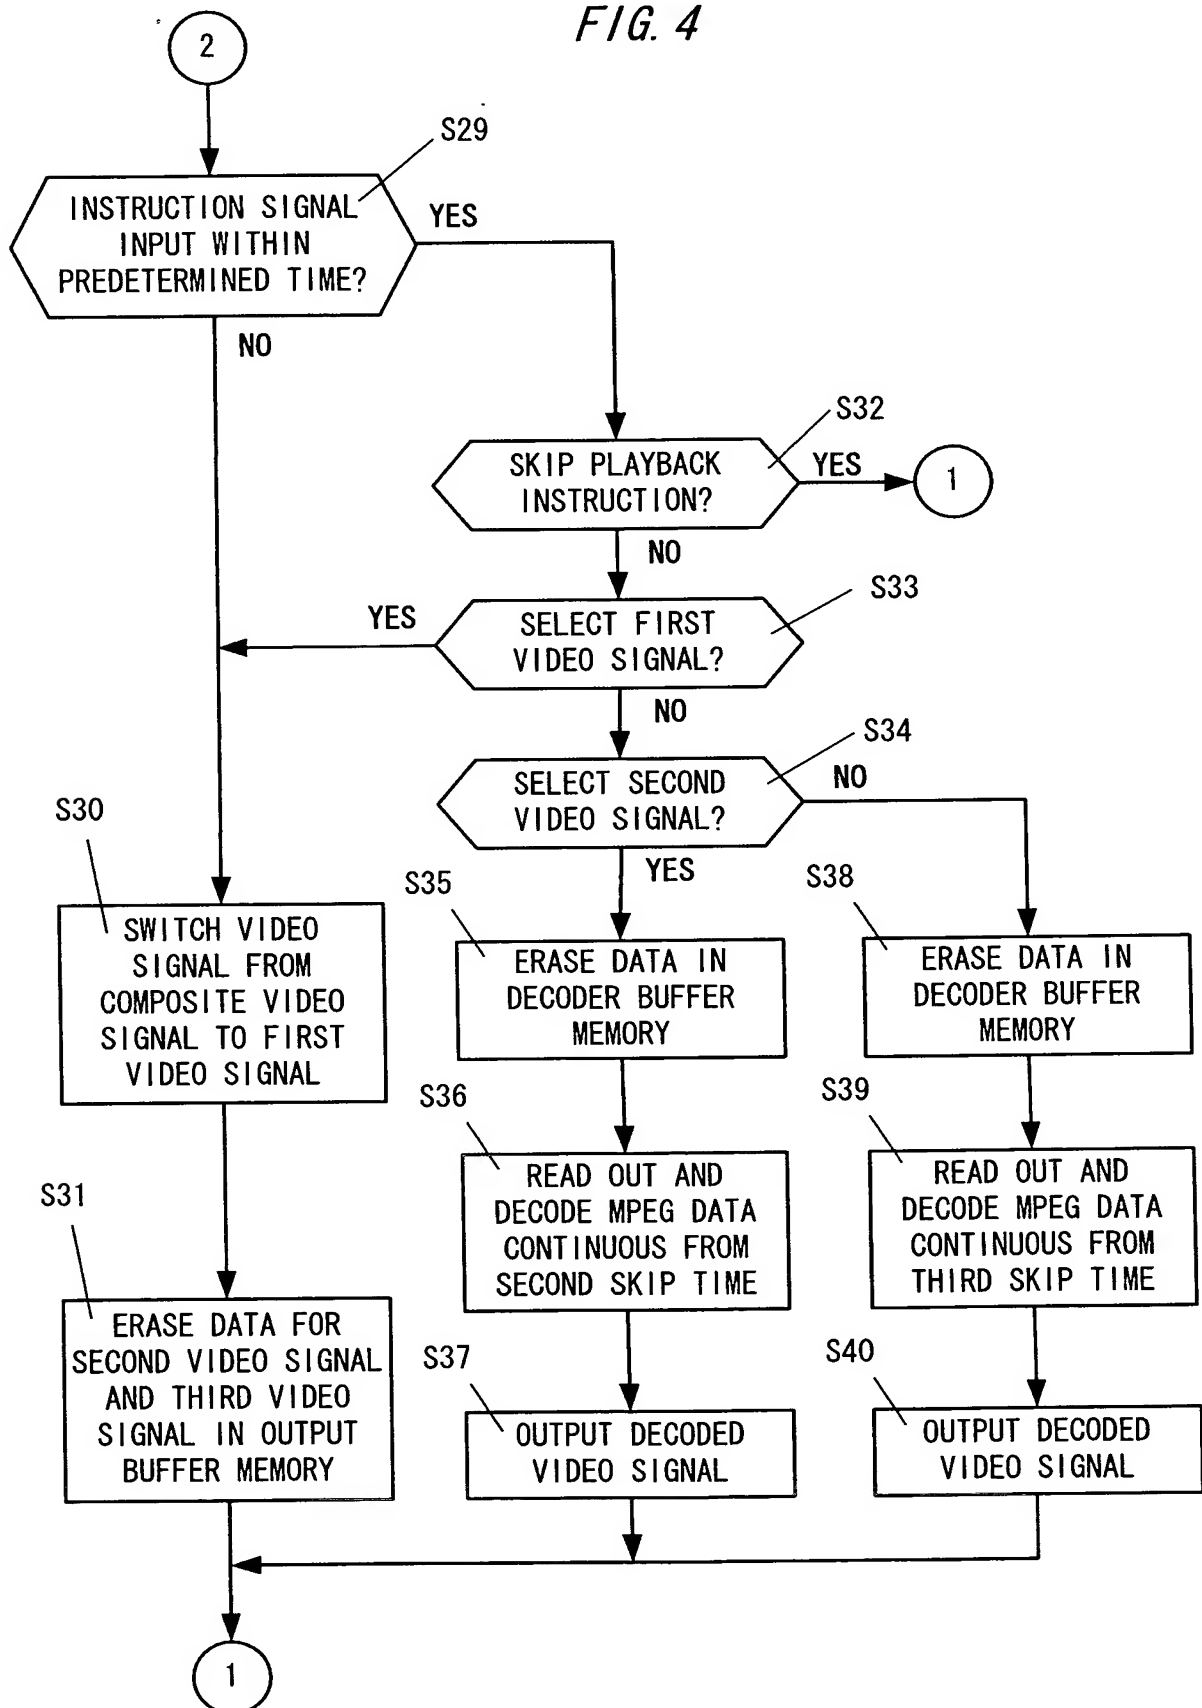 FIG. 4
2
S29
INSTRUCTION SIGNAL
INPUT WITHIN
PREDETERMINED TIME?
YES
NO
S32
SKIP PLAYBACK
INSTRUCTION?
YES
1
NO
S33
SELECT FIRST
VIDEO SIGNAL?
YES
NO
S34
SELECT SECOND
VIDEO SIGNAL?
NO
YES
S30
SWITCH VIDEO
SIGNAL FROM
COMPOSITE VIDEO
SIGNAL TO FIRST
VIDEO SIGNAL
S35
ERASE DATA IN
DECODER BUFFER
MEMORY
S38
ERASE DATA IN
DECODER BUFFER
MEMORY
S36
READ OUT AND
DECODE MPEG DATA
CONTINUOUS FROM
SECOND SKIP TIME
S39
READ OUT AND
DECODE MPEG DATA
CONTINUOUS FROM
THIRD SKIP TIME
S31
ERASE DATA FOR
SECOND VIDEO SIGNAL
AND THIRD VIDEO
SIGNAL IN OUTPUT
BUFFER MEMORY
S37
OUTPUT DECODED
VIDEO SIGNAL
S40
OUTPUT DECODED
VIDEO SIGNAL
1